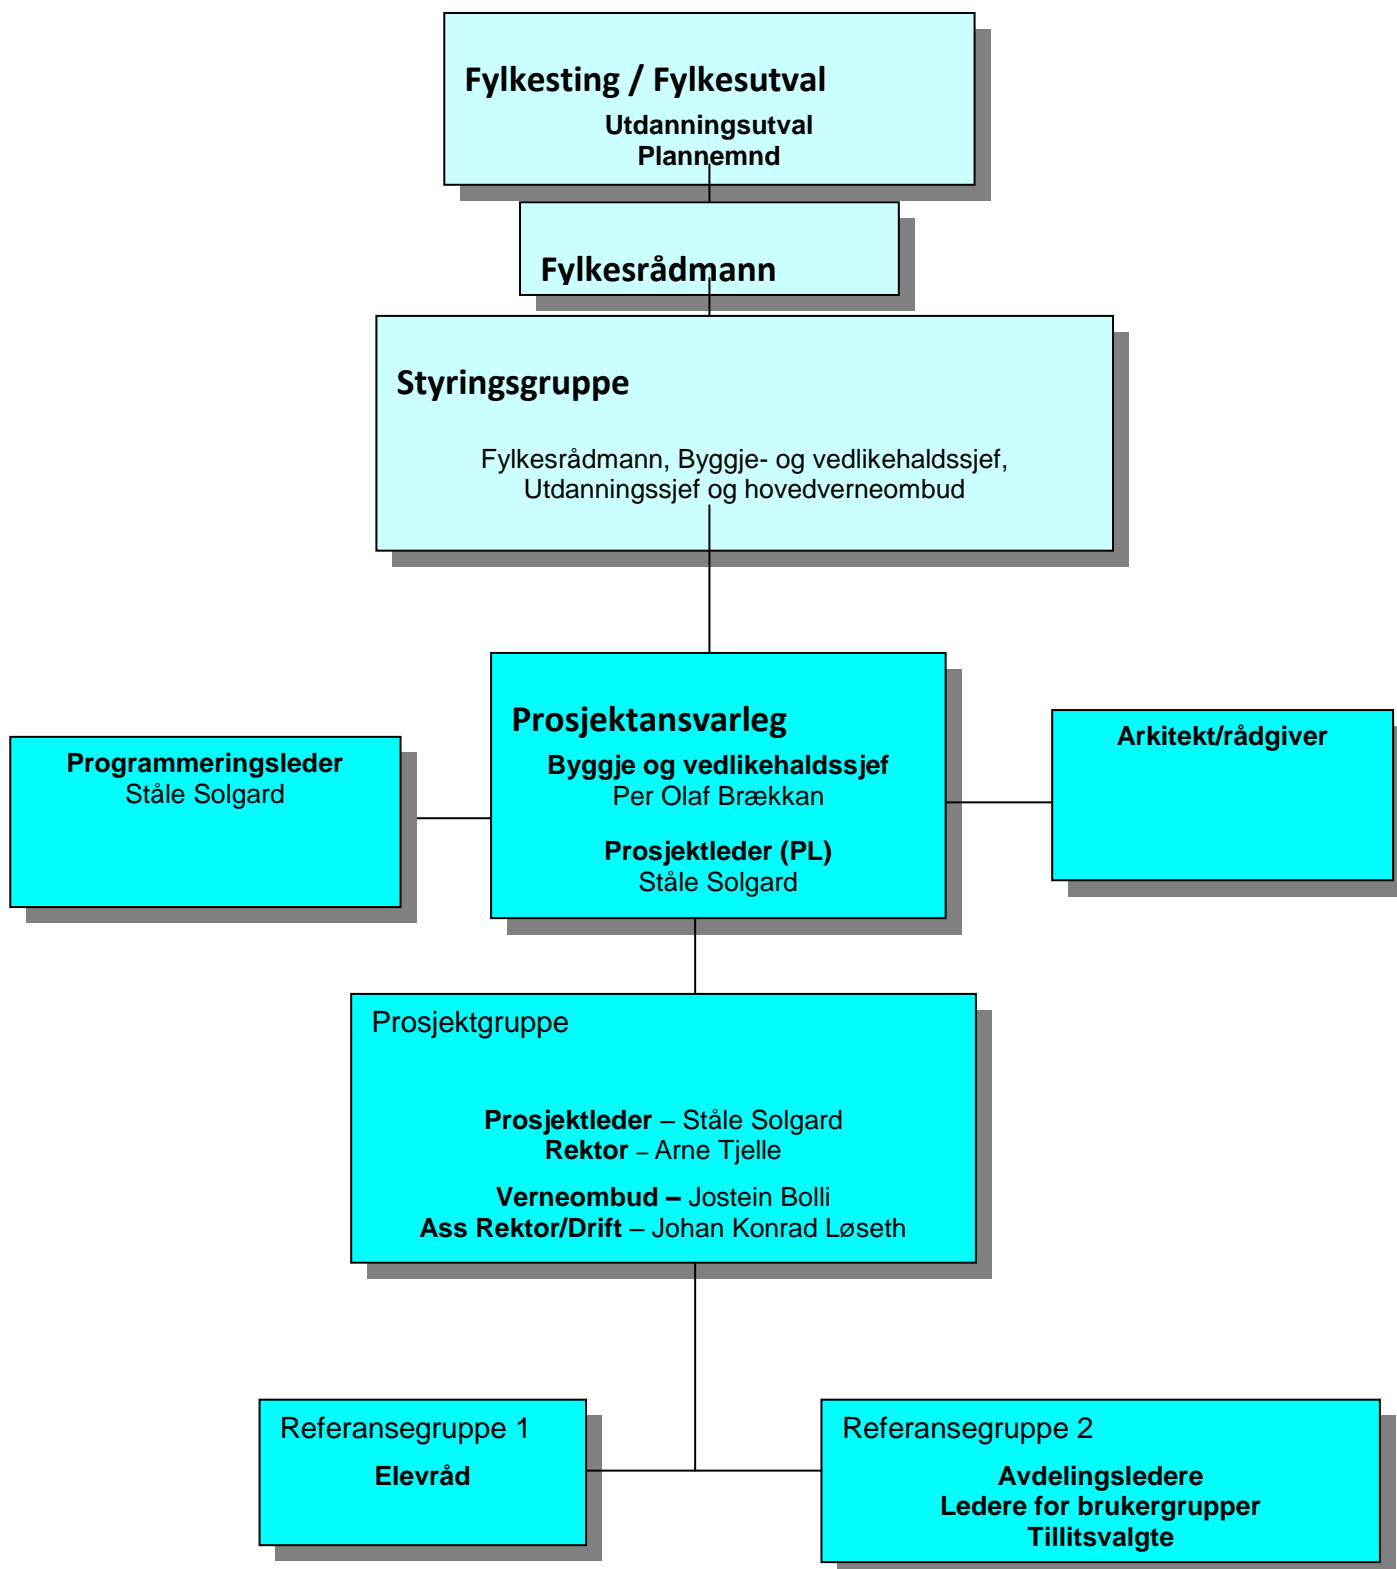 Fylkesting / Fylkesutval
Utdanningsutval
Plannemnd
Fylkesrådmann
Styringsgruppe
Fylkesrådmann, Byggje- og vedlikehaldssjef,
Utdanningssjef og hovedverneombud
Prosjektansvarleg
Byggje og vedlikehaldssjef
Per Olaf Brækkan
Prosjektleder (PL)
Ståle Solgard
Programmeringsleder
Ståle Solgard
Arkitekt/rådgiver
Prosjektgruppe
Prosjektleder – Ståle Solgard
Rektor – Arne Tjelle
Verneombud – Jostein Bolli
Ass Rektor/Drift – Johan Konrad Løseth
Referansegruppe 1
Elevråd
Referansegruppe 2
Avdelingsledere
Ledere for brukergrupper
Tillitsvalgte